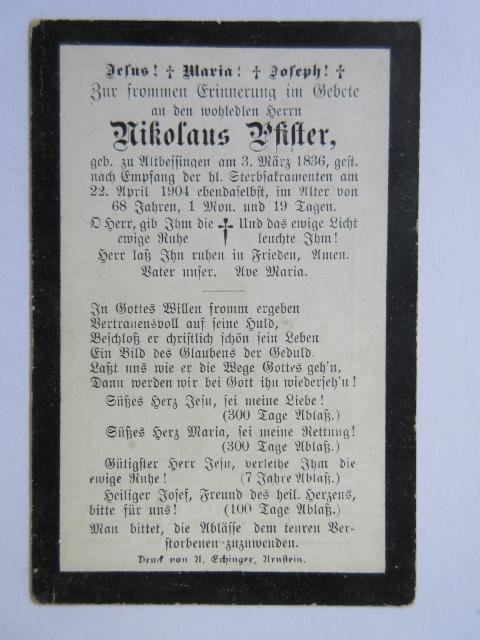 Jesus! † Maria! † Joseph! †
Zur frommen Erinnerung im Gebete
an den wohledlen Herrn
Nikolaus Pfister,
geb. zu Altbessingen am 3. März 1836, gest.
nach Empfang der hl. Sterbsakramenten am
22. April 1904 ebendaselbst, im Alter von
68 Jahren, 1 Mon. und 19 Tagen.
O Herr, gib Ihm die † Und das ewige Licht
ewige Ruhe leuchte Ihm!
Herr laß Ihn ruhen in Frieden, Amen.
Vater unser. Ave Maria.
In Gottes Willen fromm ergeben
Vertrauensvoll auf seine Huld,
Beschloß er christlich schön sein Leben
Ein Bild des Glaubens der Geduld.
Laßt uns wie er die Wege Gottes geh'n,
Dann werden wir bei Gott ihn wiederseh'n!
Süßes Herz Jesu, sei meine Liebe!
(300 Tage Ablaß.)
Süßes Herz Maria, sei meine Rettung!
(300 Tage Ablaß.)
Gütigster Herr Jesu, verleihe Ihm die
ewige Ruhe! (7 Jahre Ablaß.)
Heiliger Josef, Freund des heil. Herzens,
bitte für uns! (100 Tage Ablaß.)
Man bittet, die Ablässe dem teuren Ver-
storbenen zuzuwenden.
Druck von A. Echinger, Arnstein.